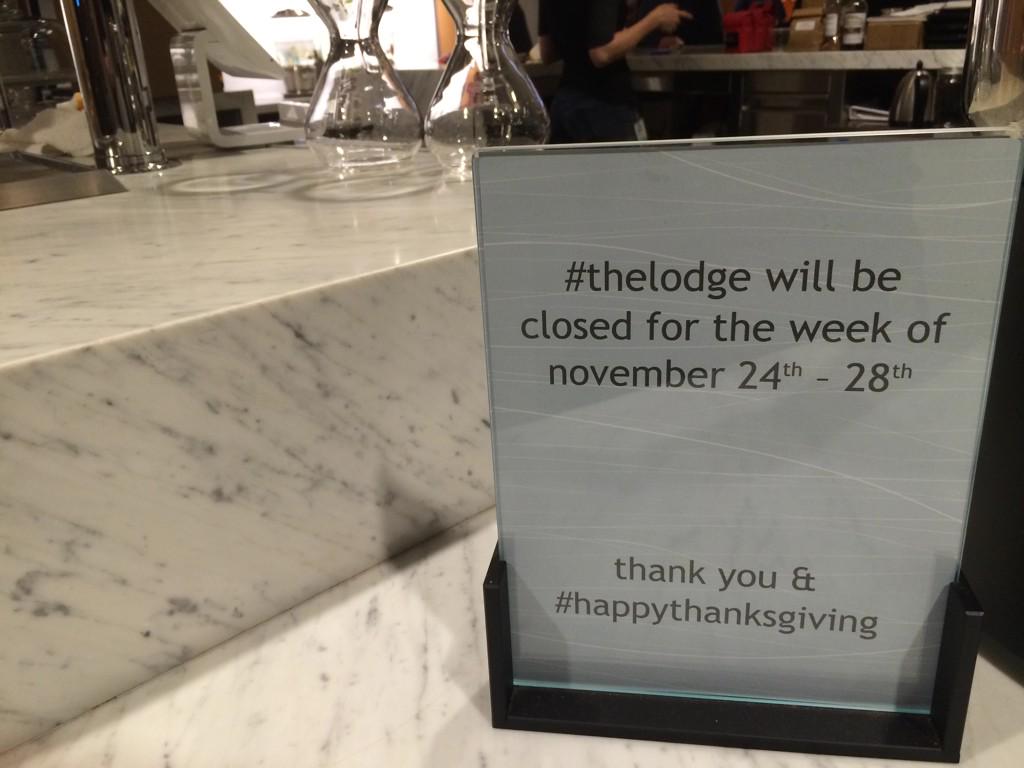 #thelodge will be
closed for the week of
november 24th - 28th
thank you &
#happythanksgiving